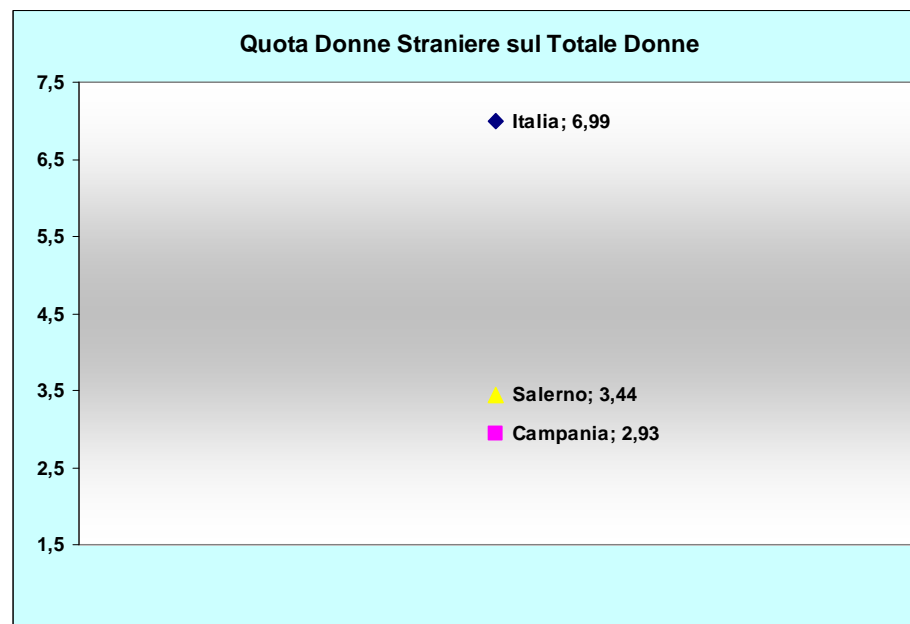 Quota Donne Straniere sul Totale Donne
7,5
Italia; 6,99
6,5
5,5
4,5
3,5
Salerno; 3,44
Campania; 2,93
2,5
1,5